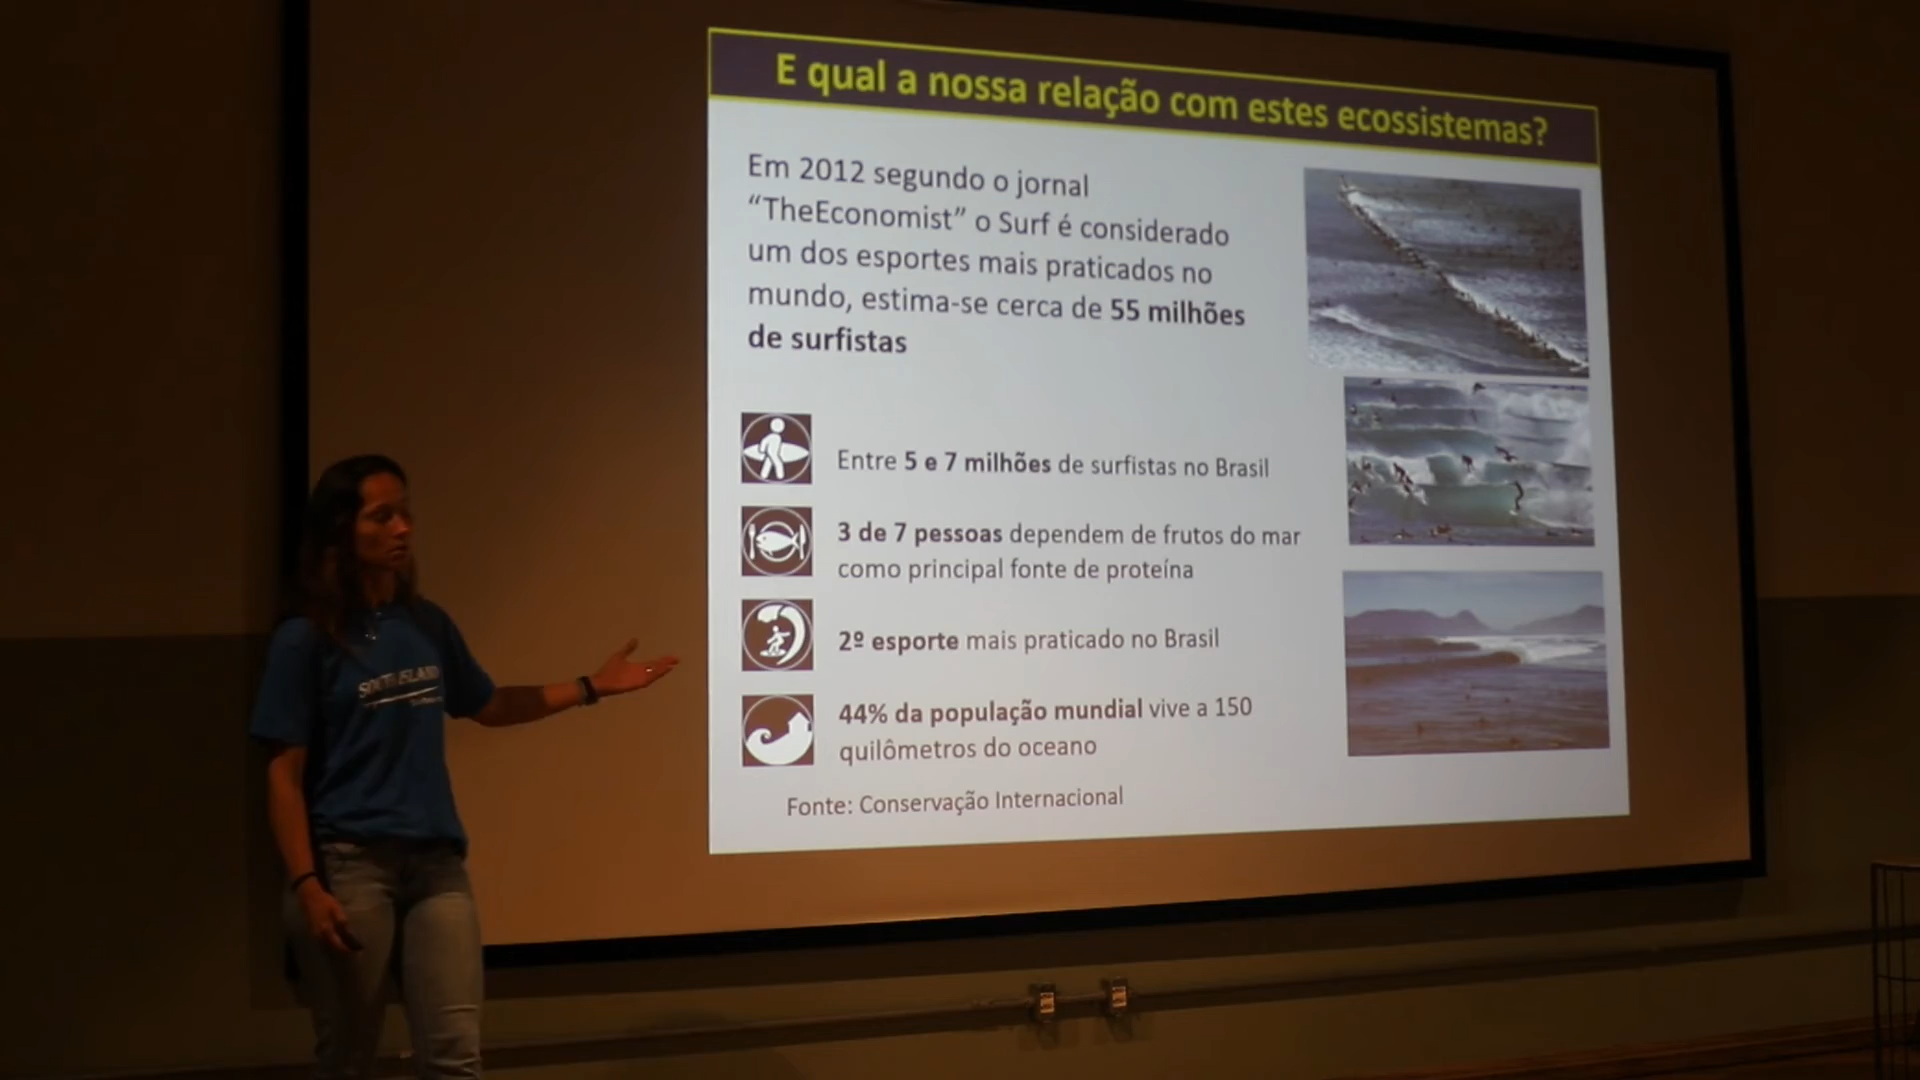 E qual a nossa relação com estes ecossistemas?
Em 2012 segundo o jornal
“TheEconomist” o Surf é considerado
um dos esportes mais praticados no
mundo, estima-se cerca de 55 milhões
de surfistas
Entre 5 e 7 milhões de surfistas no Brasil
3 de 7 pessoas dependem de frutos do mar
como principal fonte de proteína
2º esporte mais praticado no Brasil
44% da população mundial vive a 150
quilômetros do oceano
Fonte: Conservação Internacional